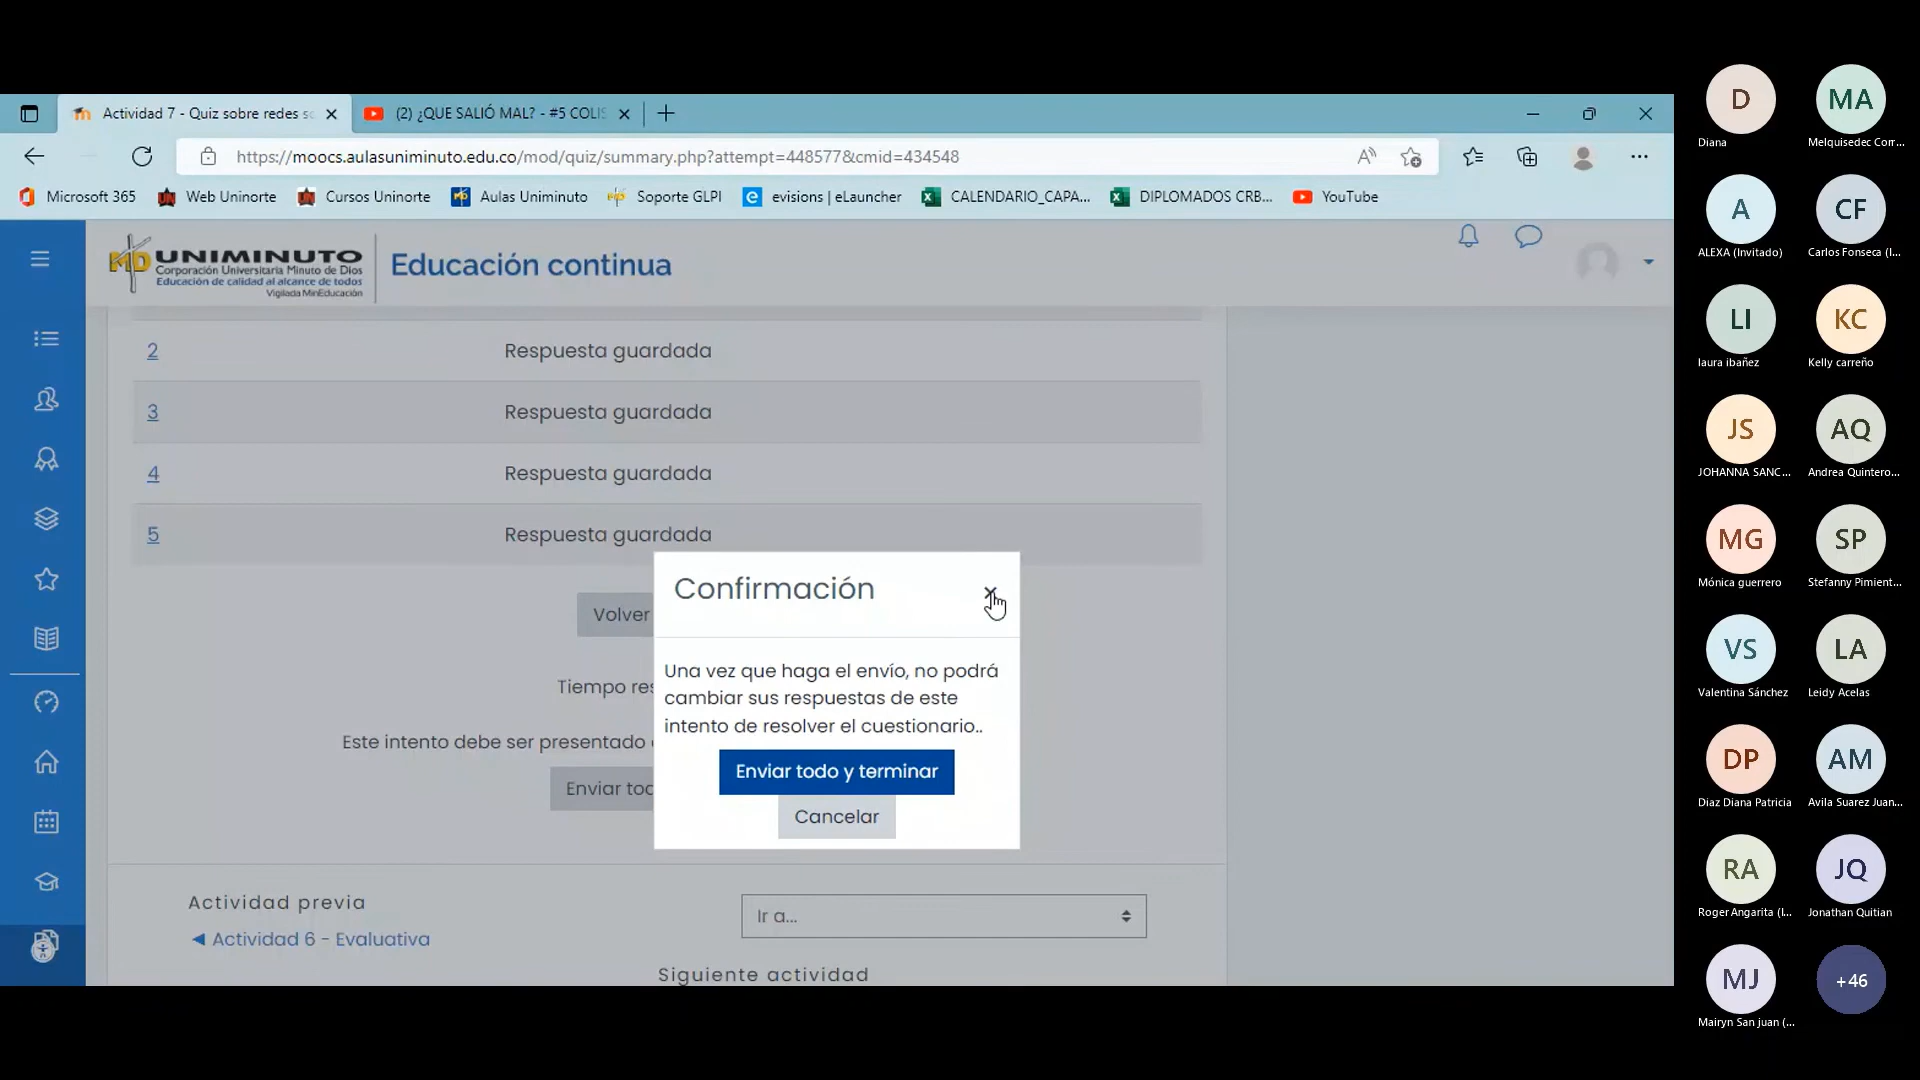 Actividad 7 - Quiz sobre redes so
(2) ¿QUE SALIÓ MAL? - #5 COLIS
https://moocs.aulasuniminuto.edu.co/mod/quiz/summary.php?attempt=448577&cmid=434548
Microsoft 365
Web Uninorte
Cursos Uninorte
Aulas Uniminuto
Soporte GLPI
evisions | eLauncher
CALENDARIO_CAPA...
DIPLOMADOS CRB...
YouTube
MD UNIMINUTO
Corporación Universitaria Minuto de Dios
Educación de calidad al alcance de todos
Vigilada MinEducación
Educación continua
2 Respuesta guardada
3 Respuesta guardada
4 Respuesta guardada
5 Respuesta guardada
Volver
Tiempo res
Este intento debe ser presentado
Enviar tod
Confirmación
×
Una vez que haga el envío, no podrá
cambiar sus respuestas de este
intento de resolver el cuestionario..
Enviar todo y terminar
Cancelar
Actividad previa
◄ Actividad 6 - Evaluativa
Ir a...
Siguiente actividad
D
Diana
MA
Melquisedec Corr...
A
ALEXA (Invitado)
CF
Carlos Fonseca (I...
LI
laura ibañez
KC
Kelly carreño
JS
JOHANNA SANC...
AQ
Andrea Quintero...
MG
Mónica guerrero
SP
Stefanny Pimient...
VS
Valentina Sánchez
LA
Leidy Acelas
DP
Diaz Diana Patricia
AM
Avila Suarez Juan...
RA
Roger Angarita (I...
JQ
Jonathan Quitian
MJ
Mairyn San juan (...
+46